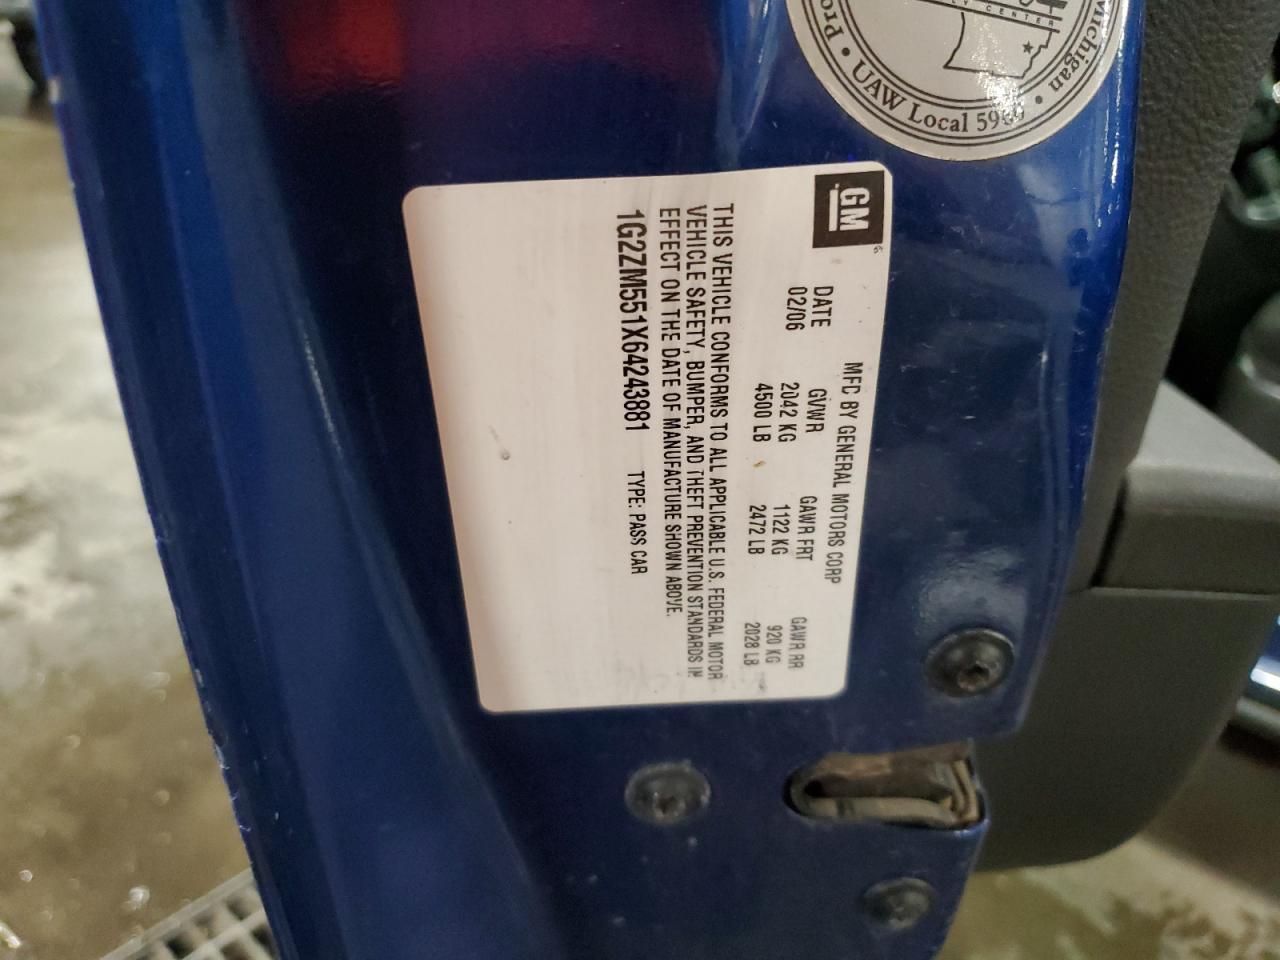 GM
MFC BY GENERAL MOTORS CORP
DATE GVWR GAWR FRT GAWR RR
02/06 2042 KG 1122 KG 920 KG
4500 LB 2472 LB 2028 LB
THIS VEHICLE CONFORMS TO ALL APPLICABLE U.S. FEDERAL MOTOR
VEHICLE SAFETY, BUMPER, AND THEFT PREVENTION STANDARDS IN
EFFECT ON THE DATE OF MANUFACTURE SHOWN ABOVE.
1G2ZM551X64243881 TYPE: PASS CAR
CENTER
Michigan
• UAW Local •